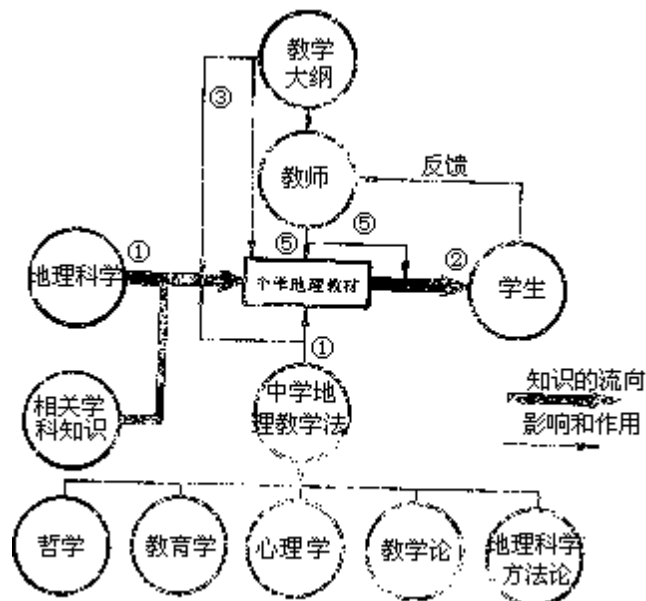 教学
大纲
③
教师
反馈
⑤
⑤
地理科学
①
中学地理教材
②
学生
①
相关学
科知识
中学地
理教学法
知识的流向
影响和作用
哲学
教育学
心理学
教学论
地理科学
方法论